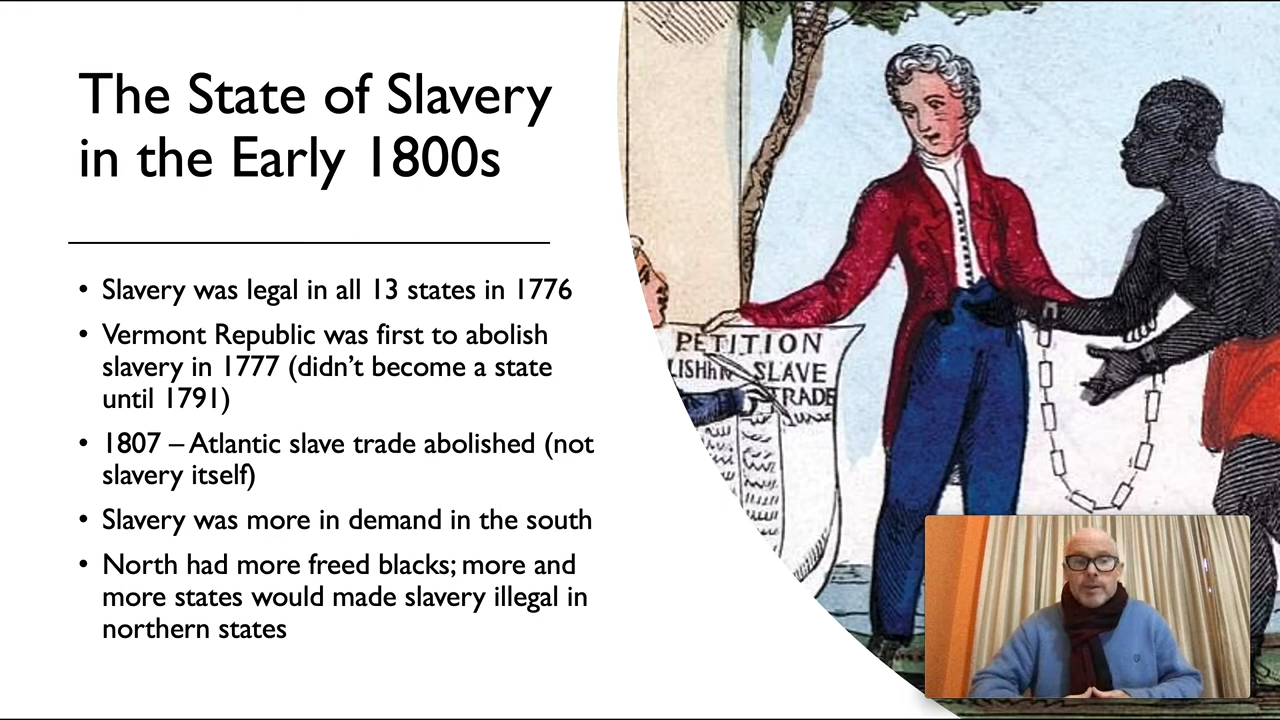 The State of Slavery
in the Early 1800s
• Slavery was legal in all 13 states in 1776
• Vermont Republic was first to abolish
slavery in 1777 (didn't become a state
until 1791)
• 1807 – Atlantic slave trade abolished (not
slavery itself)
• Slavery was more in demand in the south
• North had more freed blacks; more and
more states would made slavery illegal in
northern states
PETITION
SLAVE
TRADE